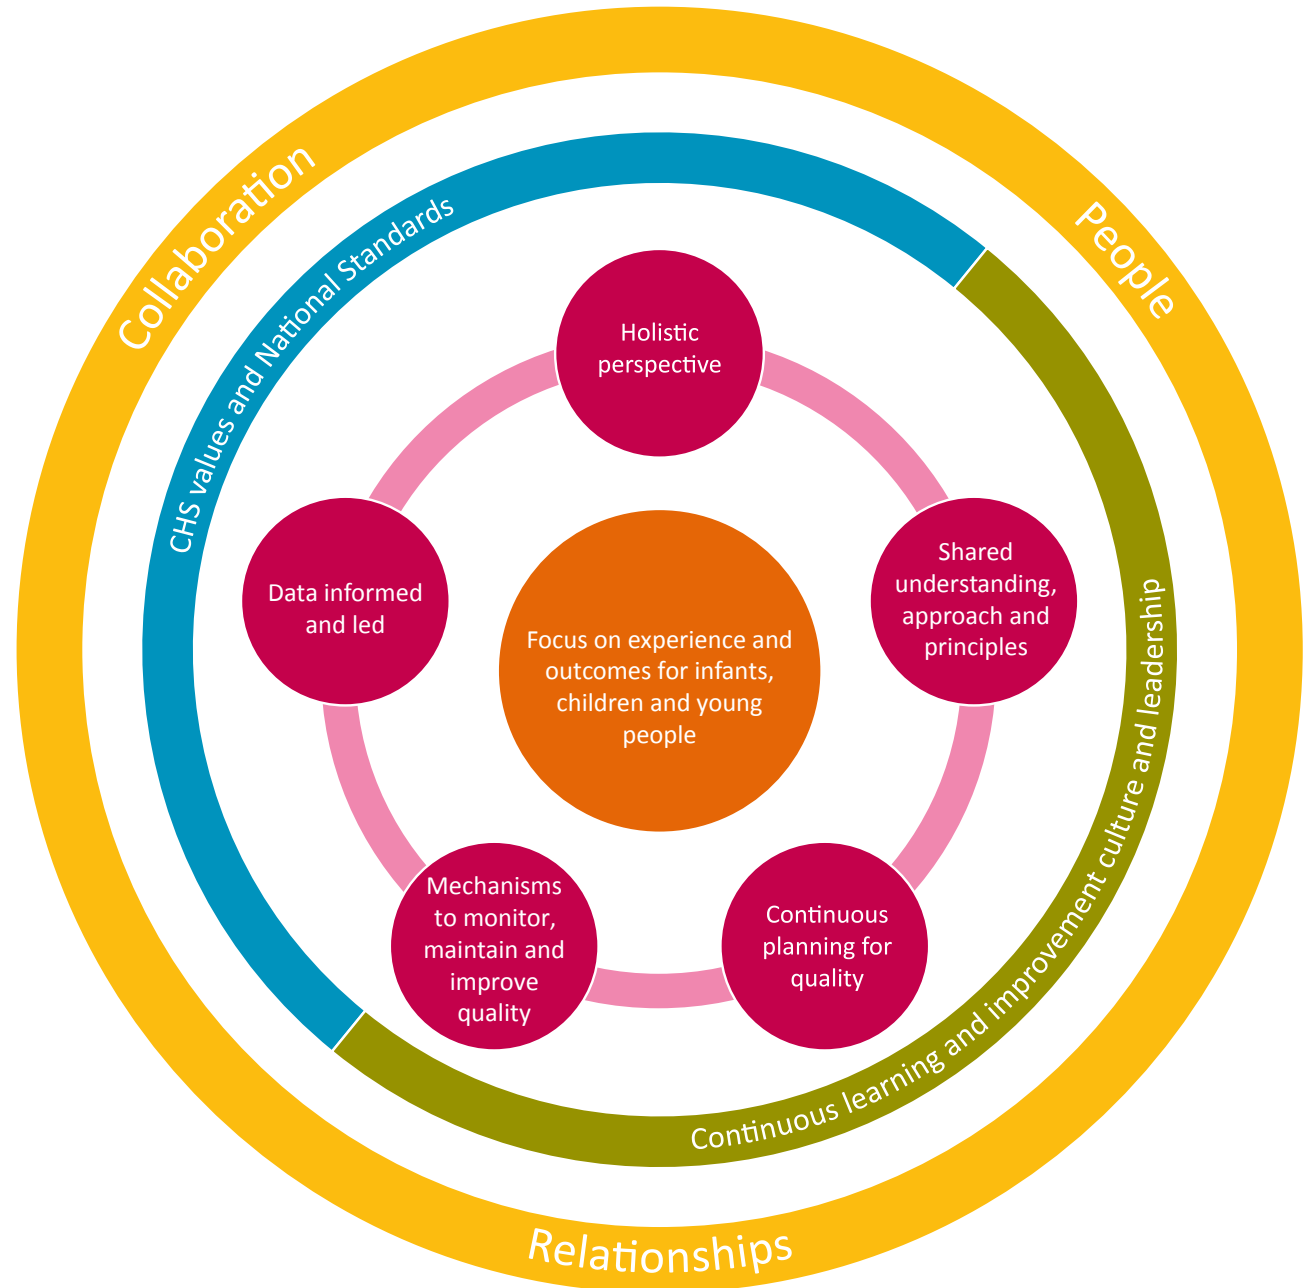 Collaboration
People
CHS values and National Standards
Holistic
perspective
Data informed
and led
Shared
understanding,
approach and
principles
Focus on experience and
outcomes for infants,
children and young
people
Mechanisms
to monitor,
maintain and
improve
quality
Continuous
planning for
quality
Continuous learning and improvement culture and leadership
Relationships